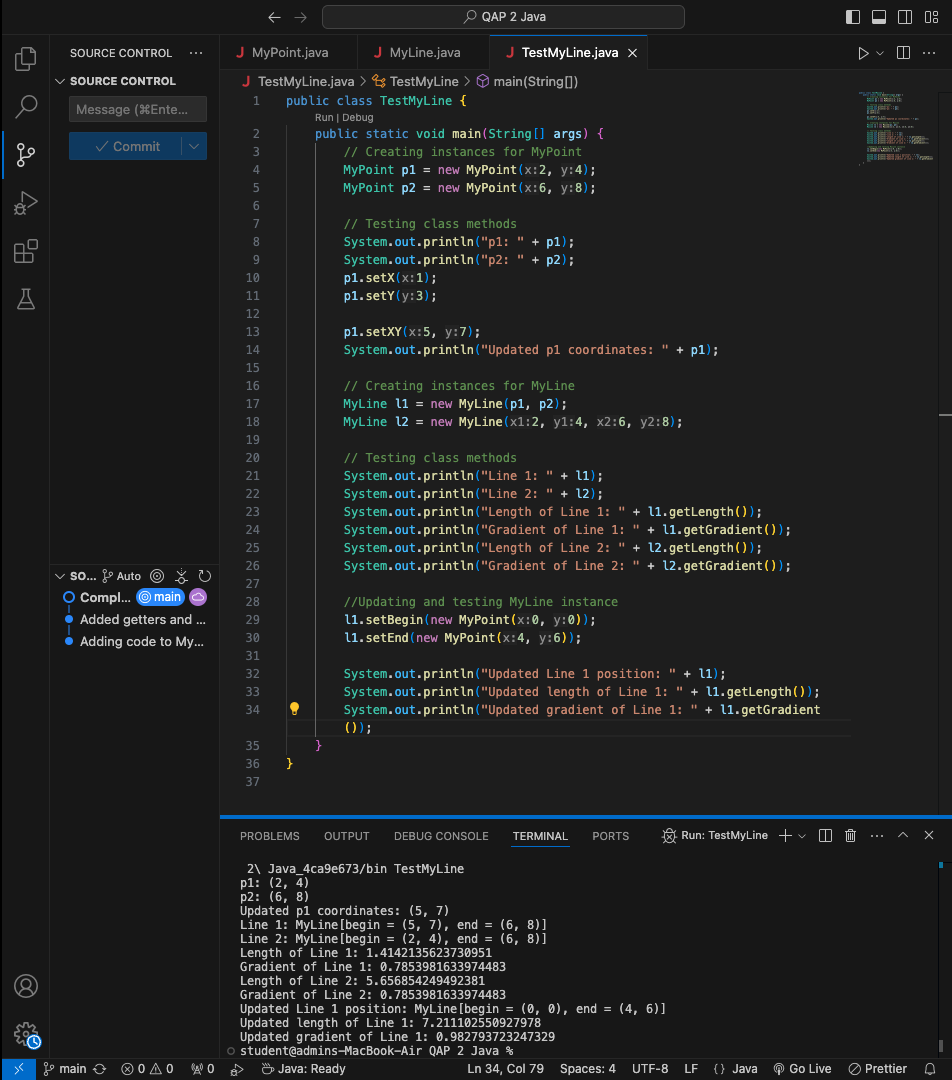 QAP 2 Java
SOURCE CONTROL ···
SOURCE CONTROL
Message (⌘Ente...
Commit
SO... Auto
Compl... main
Added getters and ...
Adding code to My...
MyPoint.java
MyLine.java
TestMyLine.java
TestMyLine.java > TestMyLine > main(String[])
1 public class TestMyLine {
Run | Debug
2 public static void main(String[] args) {
3 // Creating instances for MyPoint
4 MyPoint p1 = new MyPoint(x:2, y:4);
5 MyPoint p2 = new MyPoint(x:6, y:8);
6
7 // Testing class methods
8 System.out.println("p1: " + p1);
9 System.out.println("p2: " + p2);
10 p1.setX(x:1);
11 p1.setY(y:3);
12
13 p1.setXY(x:5, y:7);
14 System.out.println("Updated p1 coordinates: " + p1);
15
16 // Creating instances for MyLine
17 MyLine l1 = new MyLine(p1, p2);
18 MyLine l2 = new MyLine(x1:2, y1:4, x2:6, y2:8);
19
20 // Testing class methods
21 System.out.println("Line 1: " + l1);
22 System.out.println("Line 2: " + l2);
23 System.out.println("Length of Line 1: " + l1.getLength());
24 System.out.println("Gradient of Line 1: " + l1.getGradient());
25 System.out.println("Length of Line 2: " + l2.getLength());
26 System.out.println("Gradient of Line 2: " + l2.getGradient());
27
28 //Updating and testing MyLine instance
29 l1.setBegin(new MyPoint(x:0, y:0));
30 l1.setEnd(new MyPoint(x:4, y:6));
31
32 System.out.println("Updated Line 1 position: " + l1);
33 System.out.println("Updated length of Line 1: " + l1.getLength());
34 System.out.println("Updated gradient of Line 1: " + l1.getGradient
());
35 }
36 }
37
PROBLEMS OUTPUT DEBUG CONSOLE TERMINAL PORTS Run: TestMyLine
2\ Java_4ca9e673/bin TestMyLine
p1: (2, 4)
p2: (6, 8)
Updated p1 coordinates: (5, 7)
Line 1: MyLine[begin = (5, 7), end = (6, 8)]
Line 2: MyLine[begin = (2, 4), end = (6, 8)]
Length of Line 1: 1.4142135623730951
Gradient of Line 1: 0.7853981633974483
Length of Line 2: 5.656854249492381
Gradient of Line 2: 0.7853981633974483
Updated Line 1 position: MyLine[begin = (0, 0), end = (4, 6)]
Updated length of Line 1: 7.211102550927978
Updated gradient of Line 1: 0.982793723247329
student@admins-MacBook-Air QAP 2 Java %
main 0 0 0 Java: Ready Ln 34, Col 79 Spaces: 4 UTF-8 LF {} Java Go Live Prettier